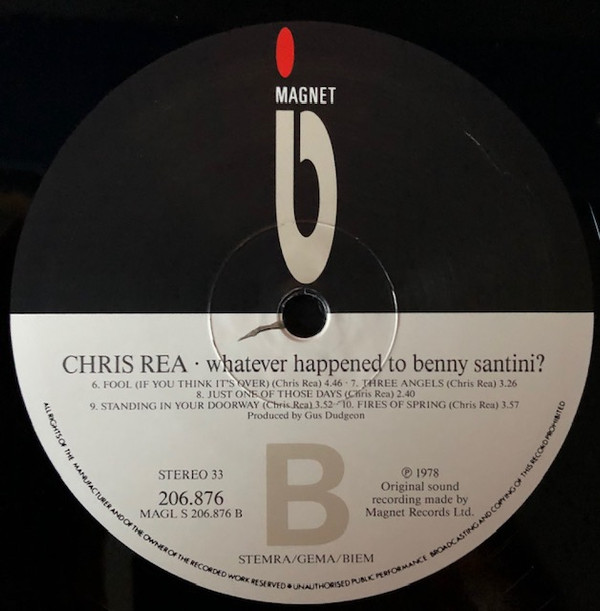 MAGNET
CHRIS REA · whatever happened to benny santini?
6. FOOL (IF YOU THINK IT'S OVER) (Chris Rea) 4.46 · 7. THREE ANGELS (Chris Rea) 3.26
8. JUST ONE OF THOSE DAYS (Chris Rea) 2.40
9. STANDING IN YOUR DOORWAY (Chris Rea) 3.52 · 10. FIRES OF SPRING (Chris Rea) 3.57
Produced by Gus Dudgeon
STEREO 33
206.876
MAGL S 206.876 B
B
℗ 1978
Original sound
recording made by
Magnet Records Ltd.
STEMRA/GEMA/BIEM
ALL RIGHTS OF THE MANUFACTURER AND OF THE OWNER OF THE RECORDED WORK RESERVED • UNAUTHORISED PUBLIC PERFORMANCE BROADCASTING AND COPYING OF THIS RECORD PROHIBITED